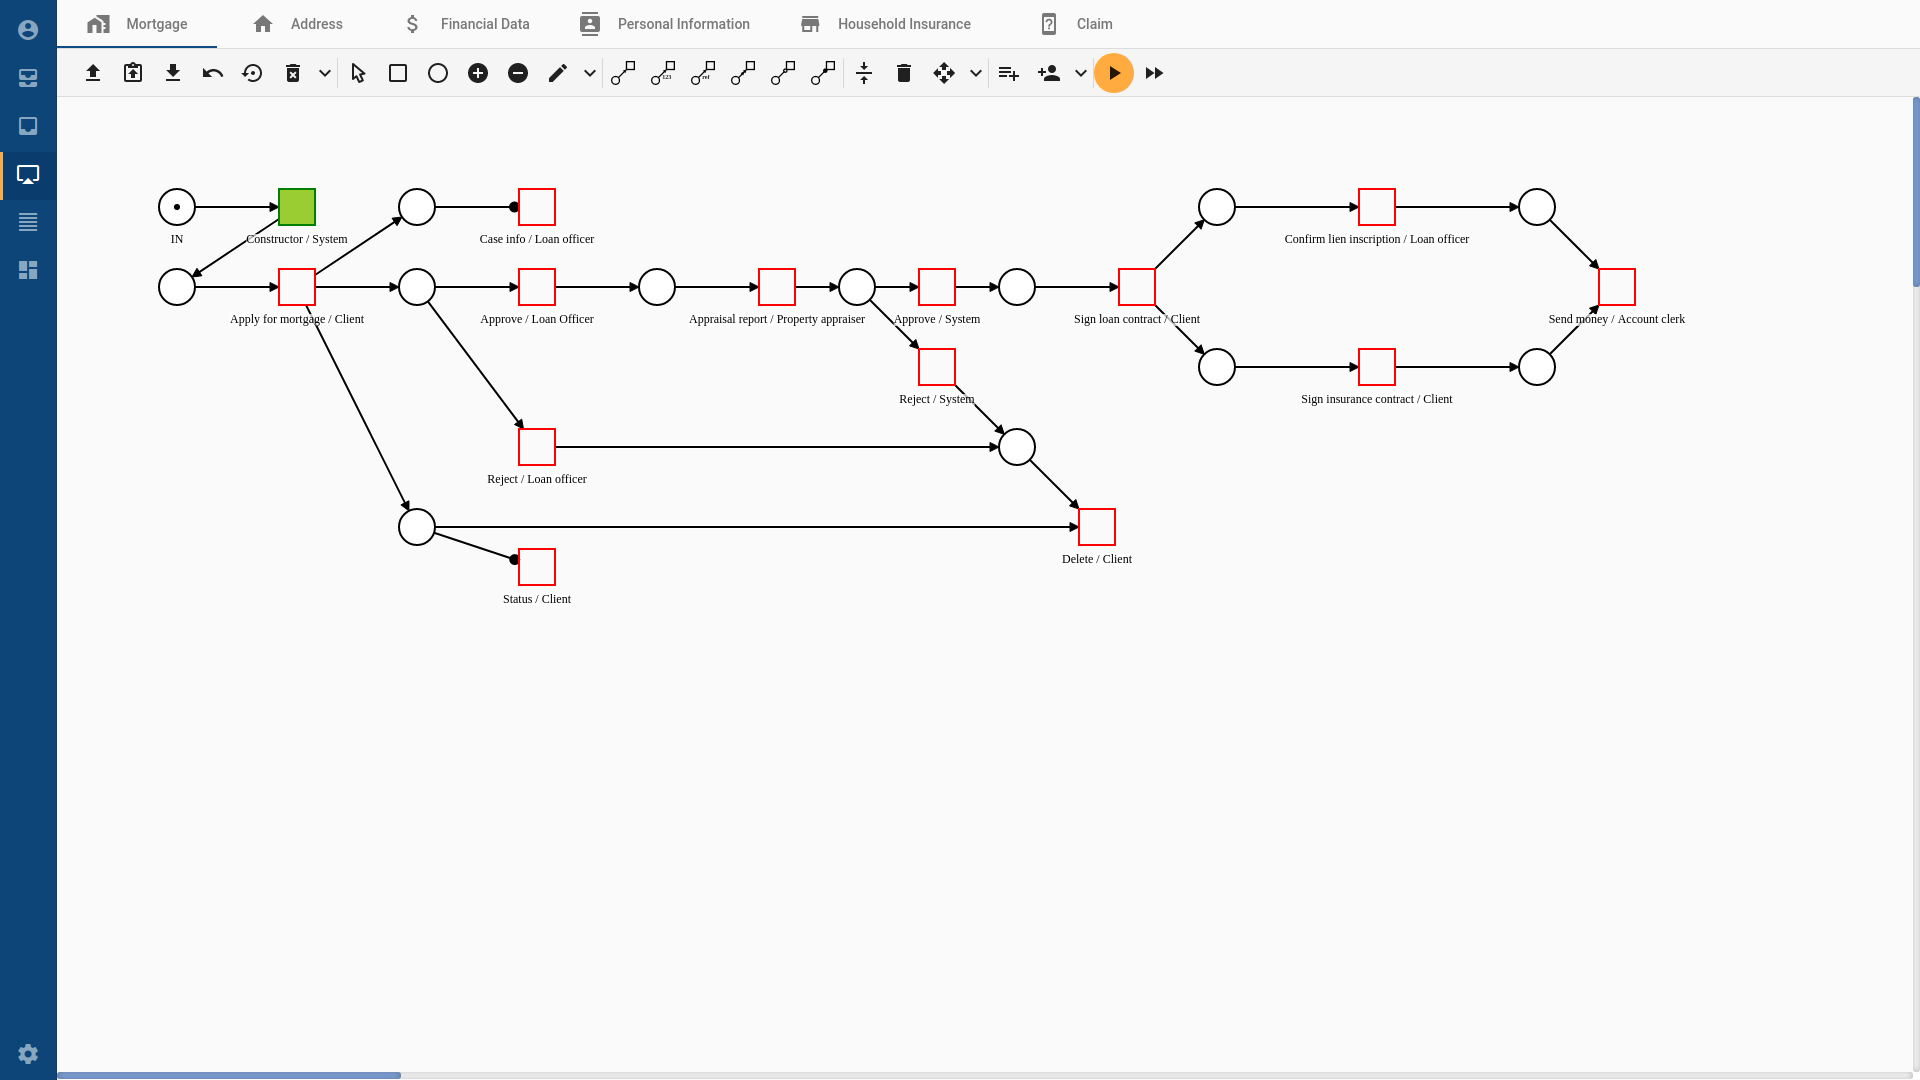 Mortgage
Address
Financial Data
Personal Information
Household Insurance
Claim
123
ref
IN
Constructor / System
Case info / Loan officer
Confirm lien inscription / Loan officer
Apply for mortgage / Client
Approve / Loan Officer
Appraisal report / Property appraiser
Approve / System
Sign loan contract / Client
Send money / Account clerk
Reject / System
Sign insurance contract / Client
Reject / Loan officer
Delete / Client
Status / Client